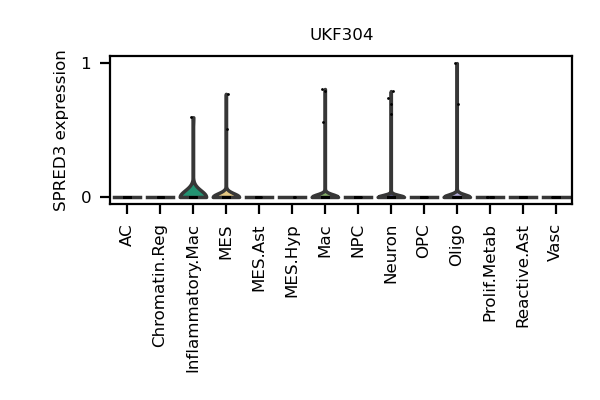 UKF304
SPRED3 expression
1
0
AC
Chromatin.Reg
Inflammatory.Mac
MES
MES.Ast
MES.Hyp
Mac
NPC
Neuron
OPC
Oligo
Prolif.Metab
Reactive.Ast
Vasc